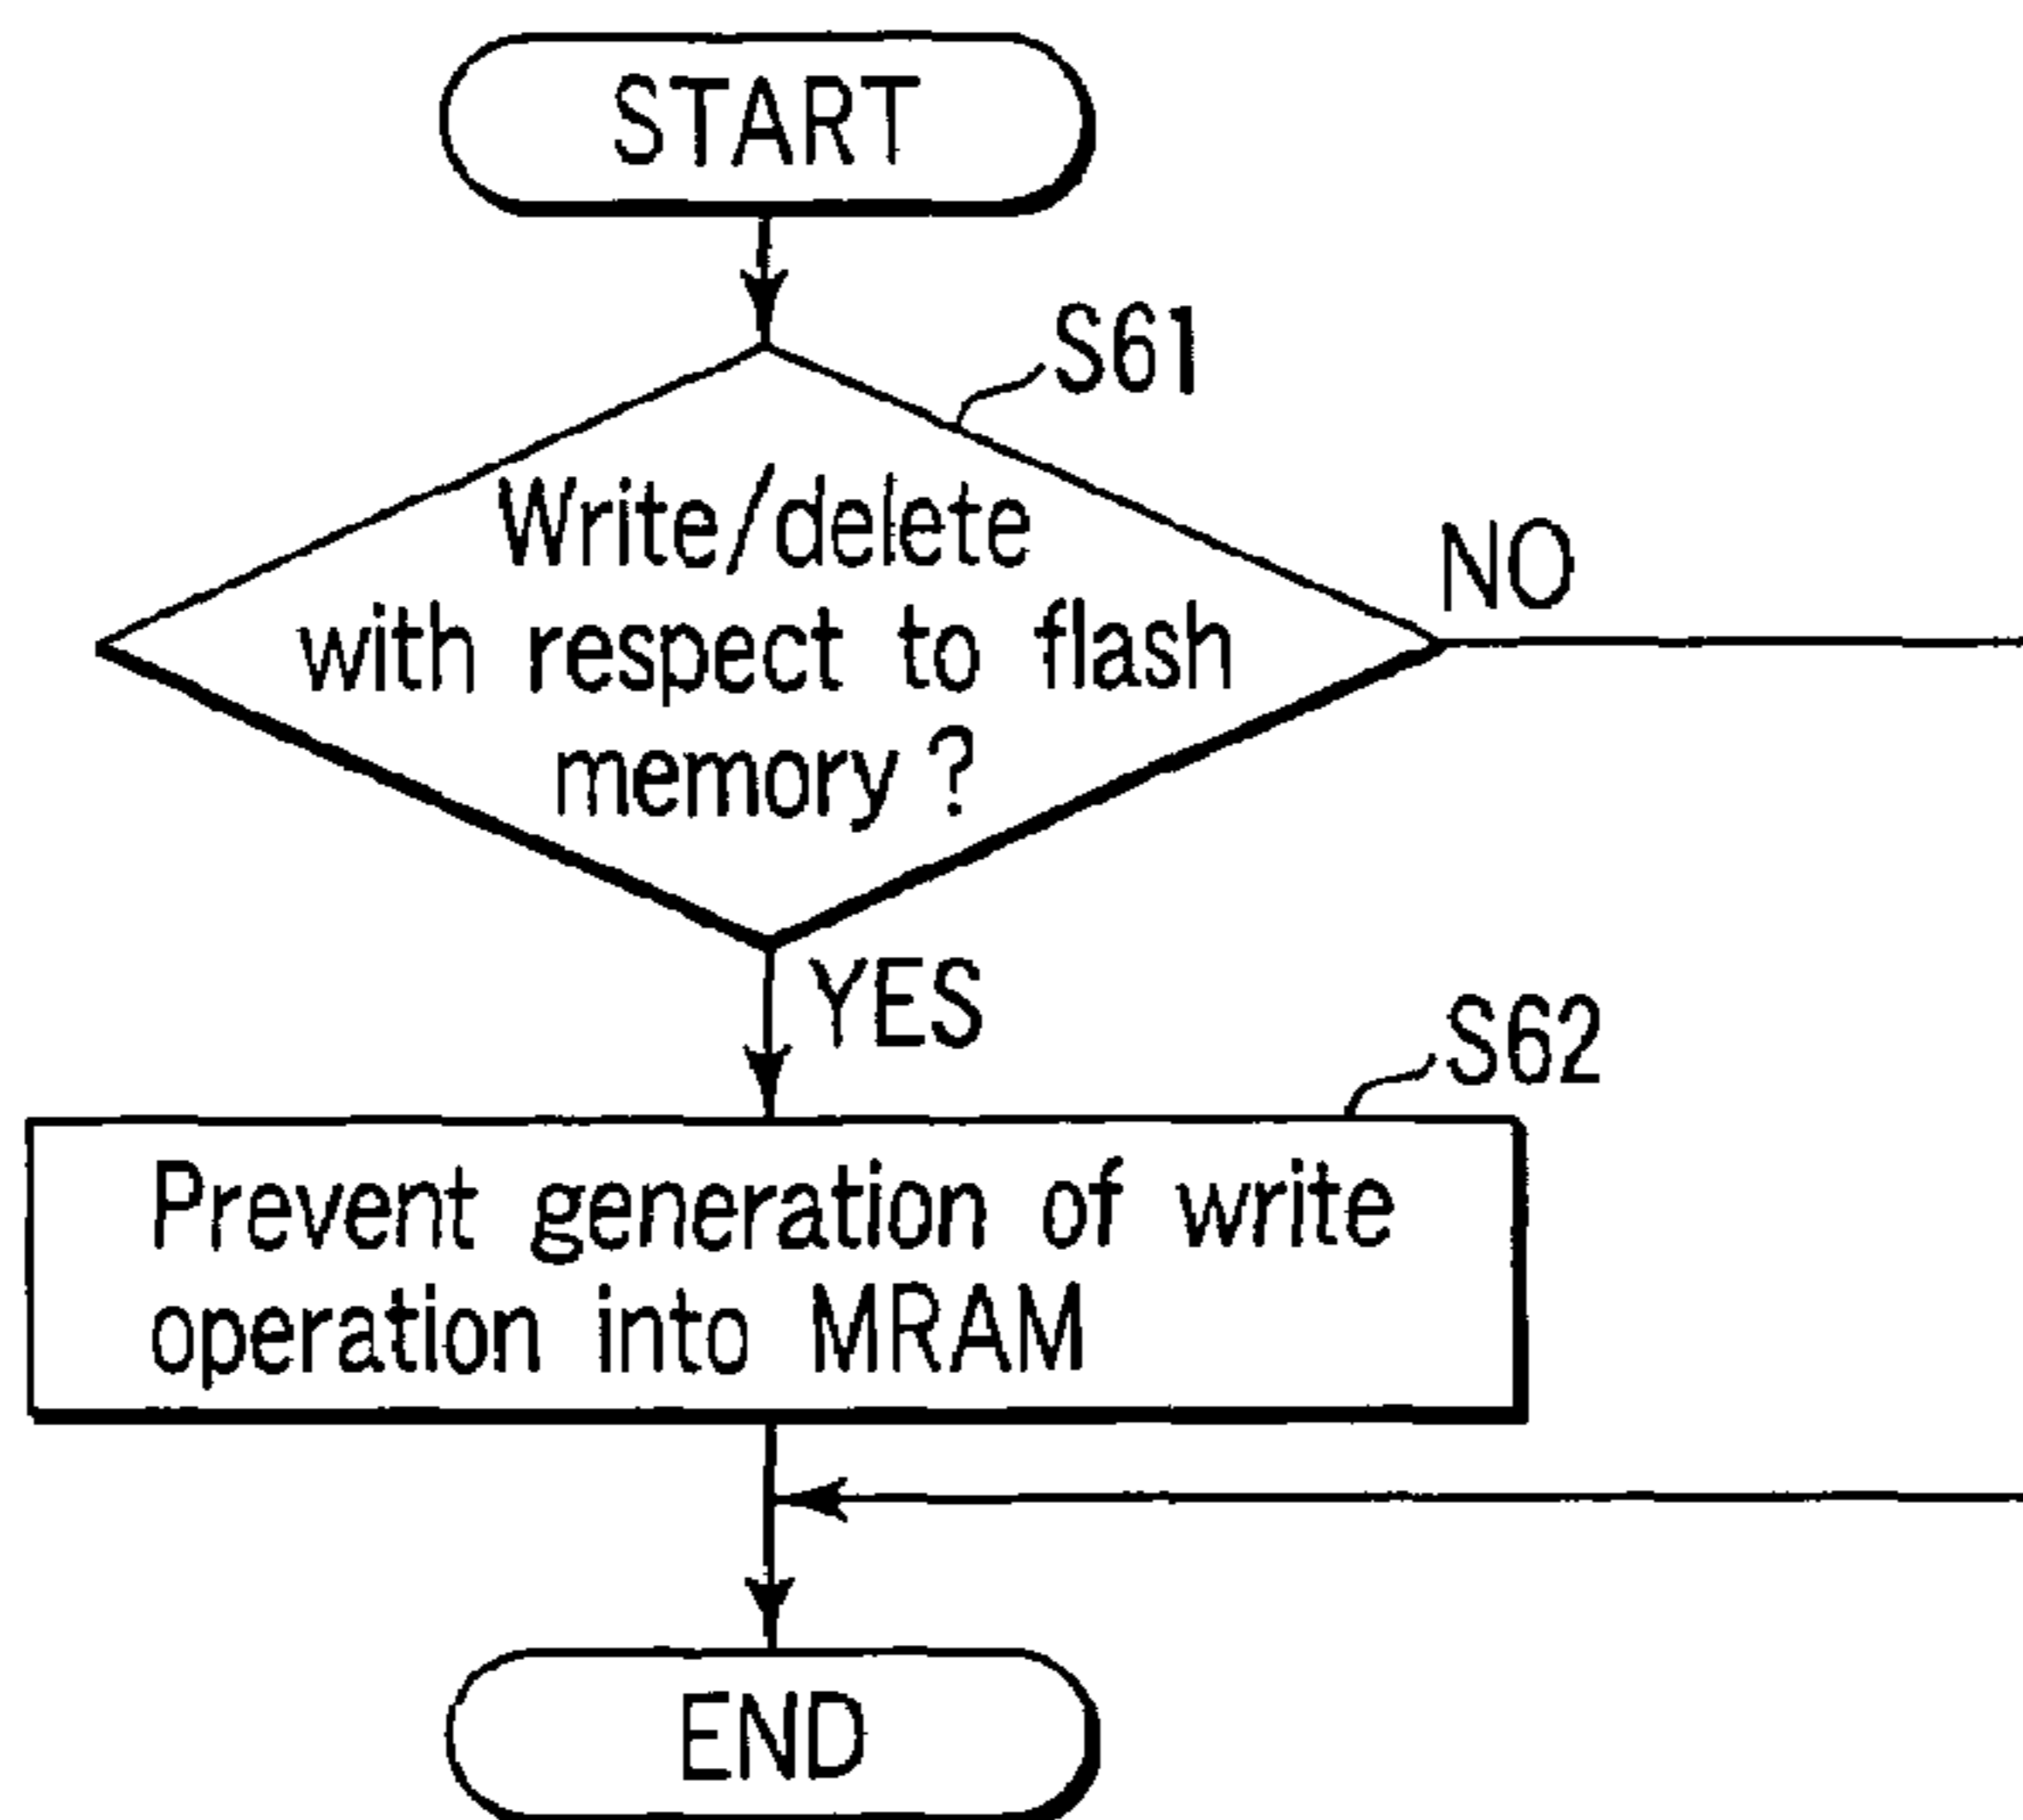 START
S61
Write/delete
with respect to flash
memory?
NO
YES
S62
Prevent generation of write
operation into MRAM
END